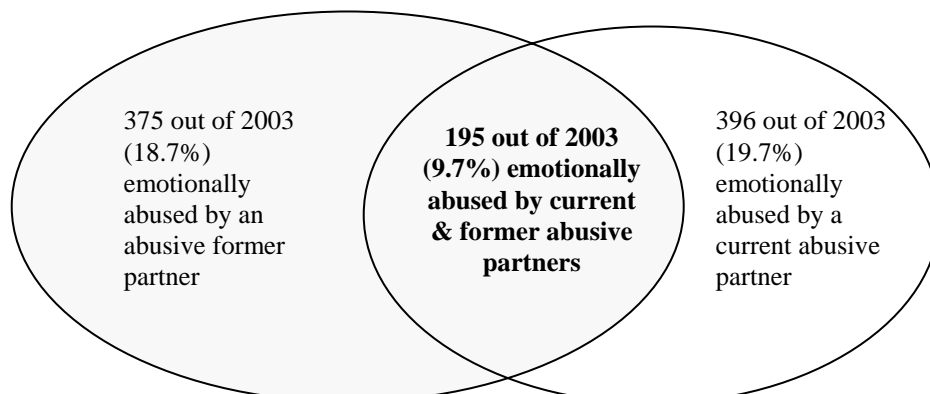 375 out of 2003
(18.7%)
emotionally
abused by an
abusive former
partner
195 out of 2003
(9.7%) emotionally
abused by current
& former abusive
partners
396 out of 2003
(19.7%)
emotionally
abused by a
current abusive
partner